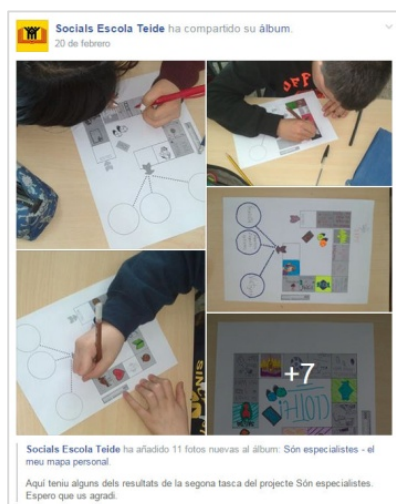 Socials Escola Teide ha compartido su álbum.
20 de febrero
+7
Socials Escola Teide ha añadido 11 fotos nuevas al álbum: Són especialistes - el
meu mapa personal.
Aquí teniu alguns dels resultats de la segona tasca del projecte Són especialistes.
Espero que us agradi.